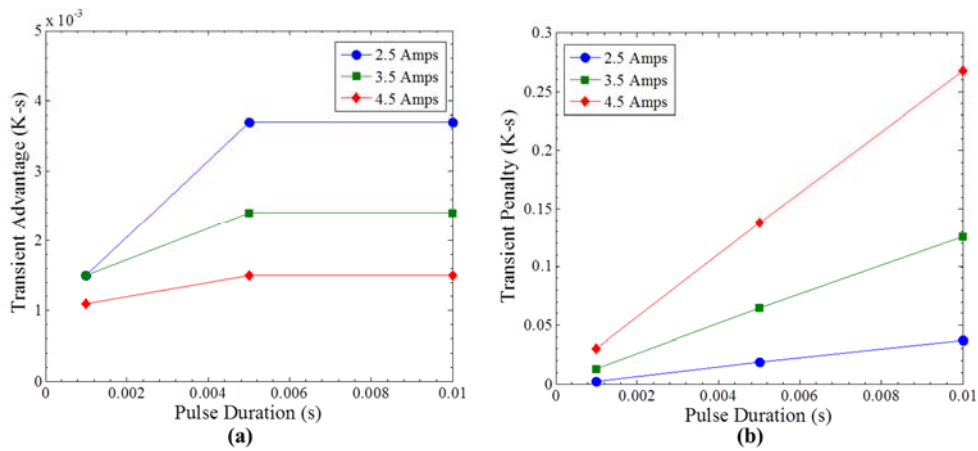 x 10⁻³
5
4
3
2
1
0
Transient Advantage (K-s)
2.5 Amps
3.5 Amps
4.5 Amps
0 0.002 0.004 0.006 0.008 0.01
Pulse Duration (s)
(a)
0.3
0.25
0.2
0.15
0.1
0.05
0
Transient Penalty (K-s)
2.5 Amps
3.5 Amps
4.5 Amps
0 0.002 0.004 0.006 0.008 0.01
Pulse Duration (s)
(b)